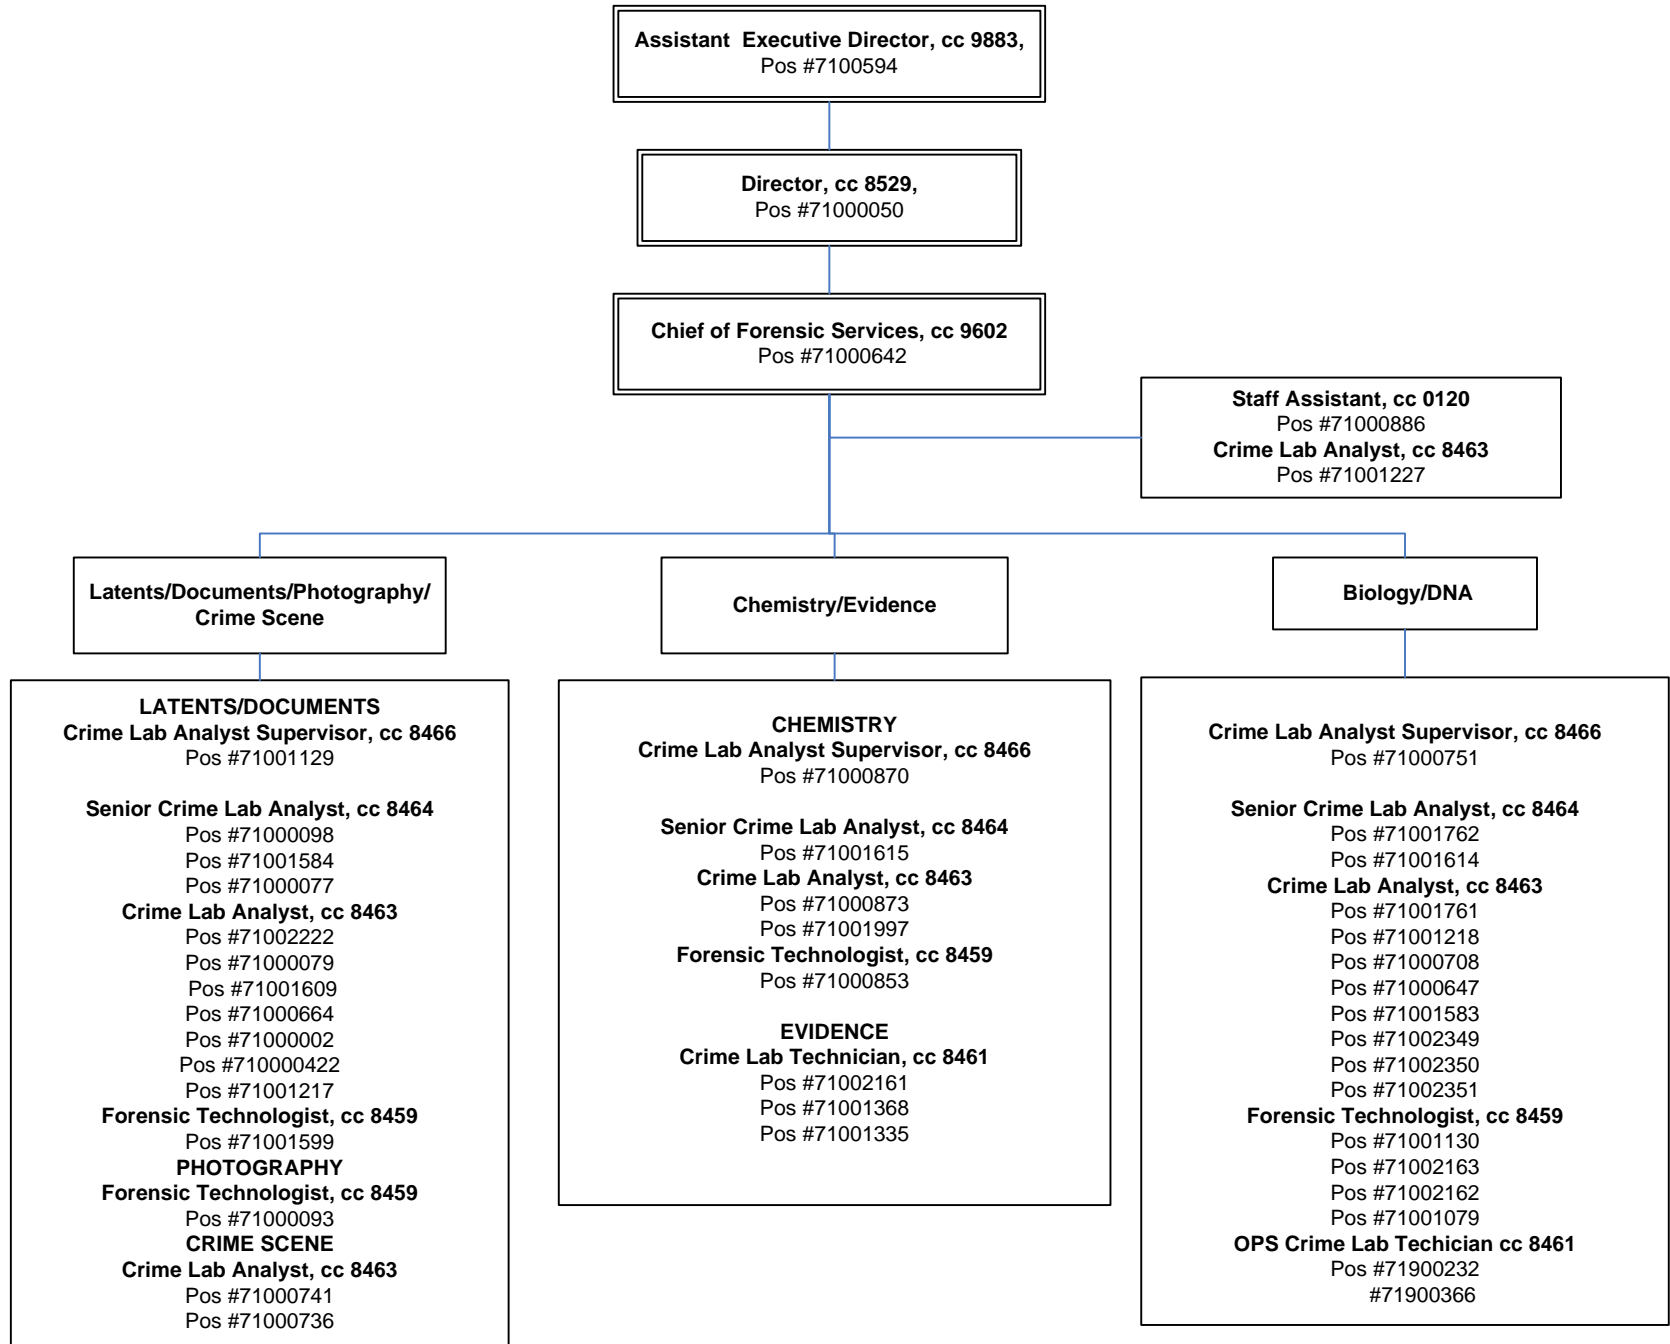 Assistant  Executive Director, cc 9883,
Pos #7100594
Director, cc 8529,
Pos #71000050
Chief of Forensic Services, cc 9602
Pos #71000642
Staff Assistant, cc 0120
Pos #71000886
Crime Lab Analyst, cc 8463
Pos #71001227
Latents/Documents/Photography/
Crime Scene
LATENTS/DOCUMENTS
Crime Lab Analyst Supervisor, cc 8466
Pos #71001129
Senior Crime Lab Analyst, cc 8464
Pos #71000098
Pos #71001584
Pos #71000077
Crime Lab Analyst, cc 8463
Pos #71002222
Pos #71000079
Pos #71001609
Pos #71000664
Pos #71000002
Pos #710000422
Pos #71001217
Forensic Technologist, cc 8459
Pos #71001599
PHOTOGRAPHY
Forensic Technologist, cc 8459
Pos #71000093
CRIME SCENE
Crime Lab Analyst, cc 8463
Pos #71000741
Pos #71000736
Chemistry/Evidence
CHEMISTRY
Crime Lab Analyst Supervisor, cc 8466
Pos #71000870
Senior Crime Lab Analyst, cc 8464
Pos #71001615
Crime Lab Analyst, cc 8463
Pos #71000873
Pos #71001997
Forensic Technologist, cc 8459
Pos #71000853
EVIDENCE
Crime Lab Technician, cc 8461
Pos #71002161
Pos #71001368
Pos #71001335
Biology/DNA
Crime Lab Analyst Supervisor, cc 8466
Pos #71000751
Senior Crime Lab Analyst, cc 8464
Pos #71001762
Pos #71001614
Crime Lab Analyst, cc 8463
Pos #71001761
Pos #71001218
Pos #71000708
Pos #71000647
Pos #71001583
Pos #71002349
Pos #71002350
Pos #71002351
Forensic Technologist, cc 8459
Pos #71001130
Pos #71002163
Pos #71002162
Pos #71001079
OPS Crime Lab Techician cc 8461
Pos #71900232
#71900366